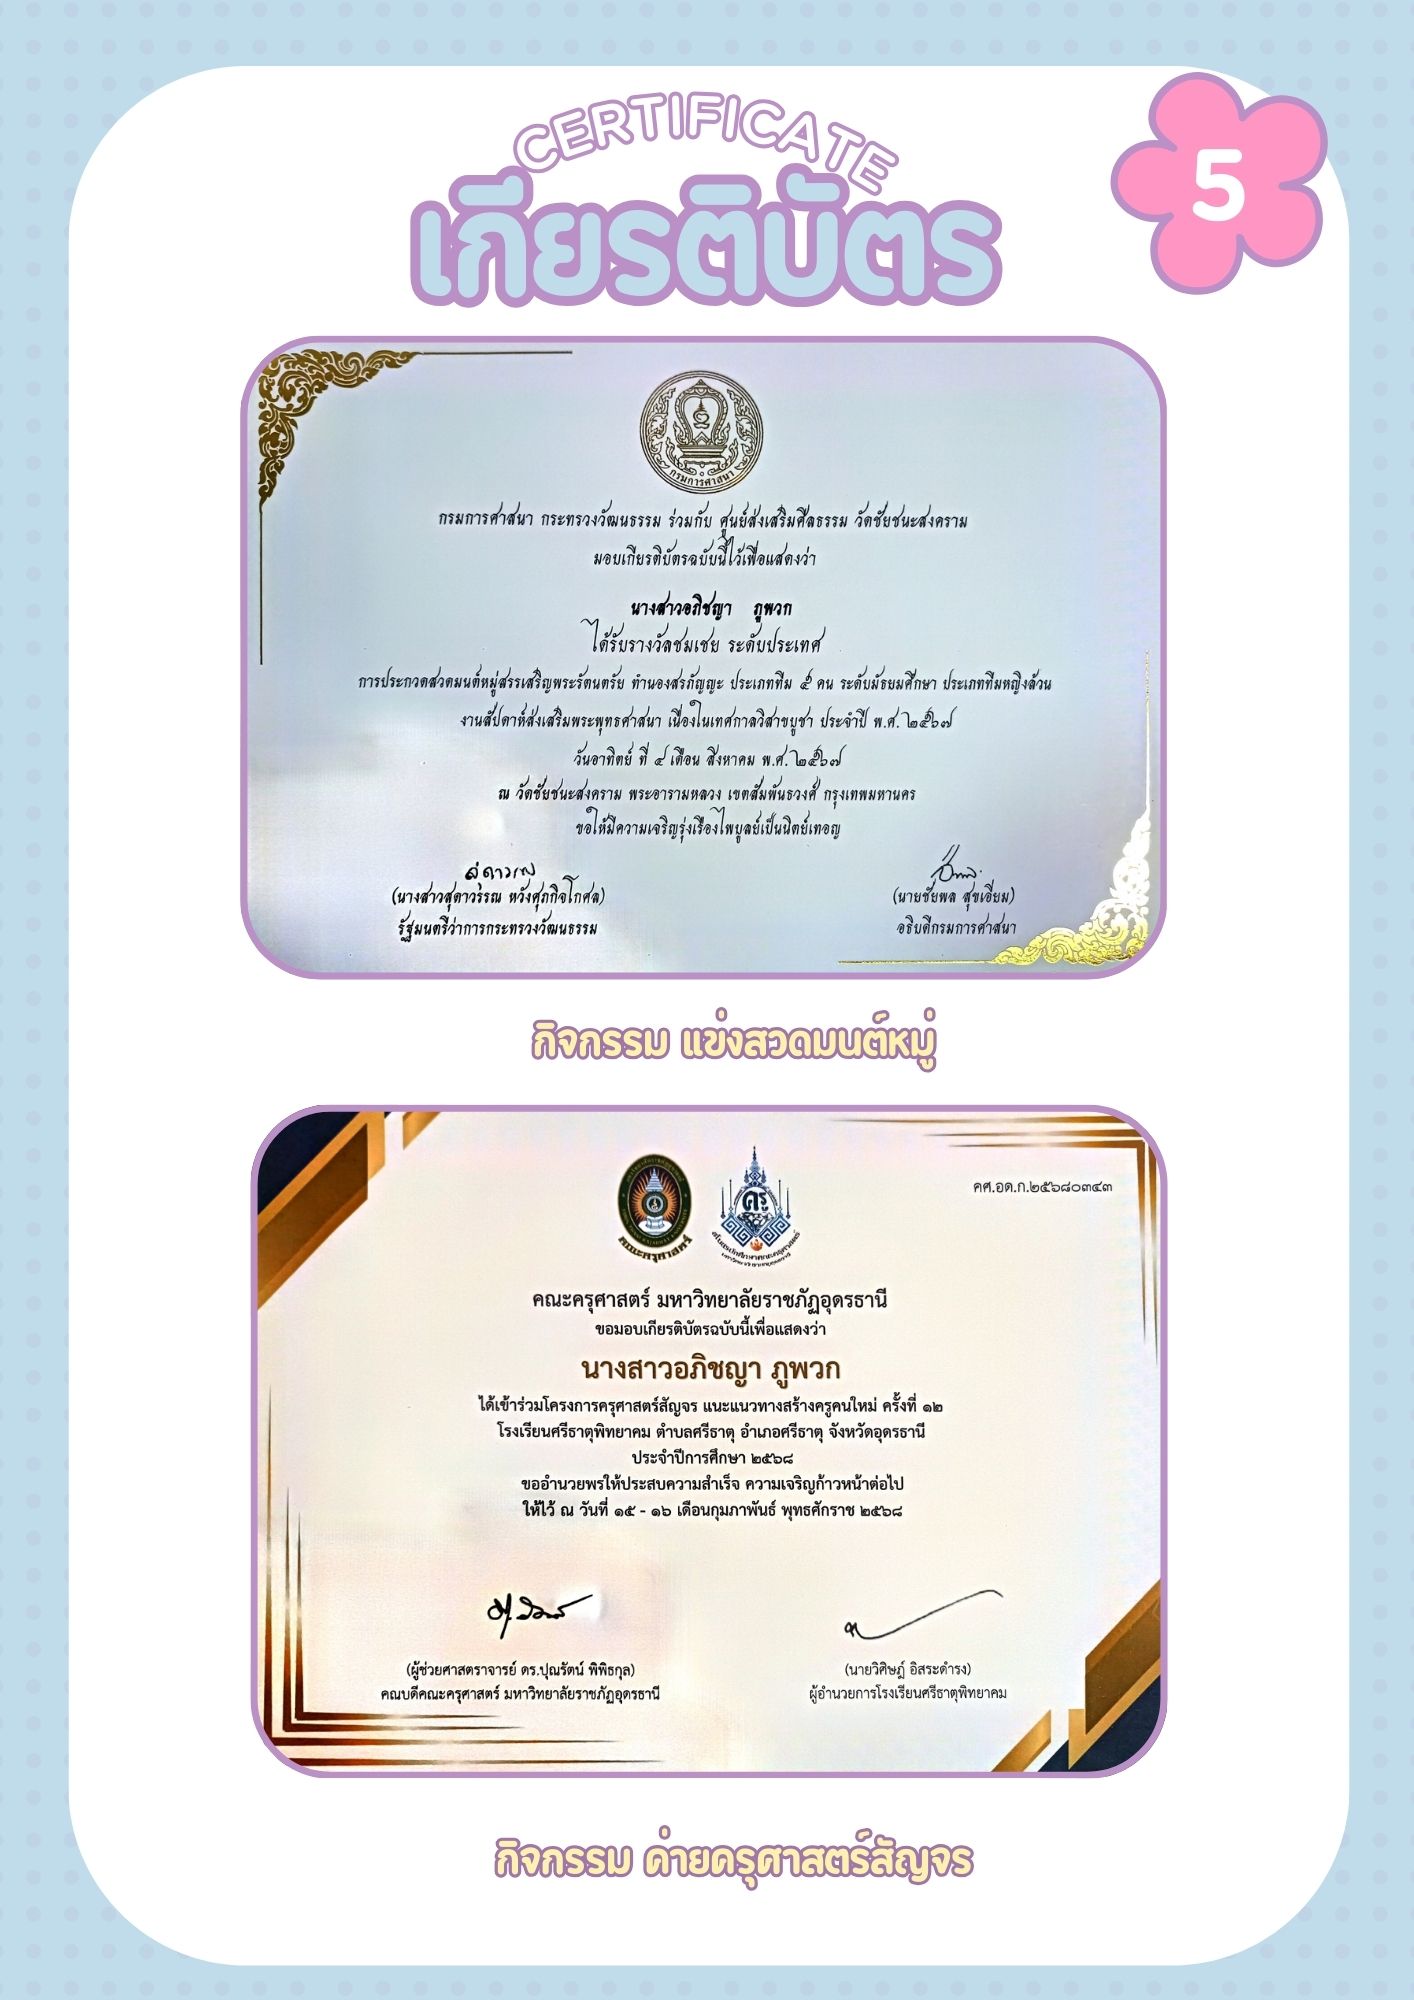 CERTIFICATE
เกียรติบัตร
5
กรมการศาสนา
กรมการศาสนา กระทรวงวัฒนธรรม ร่วมกับ ศูนย์ส่งเสริมศีลธรรม วัดชัยชนะสงคราม
มอบเกียรติบัตรฉบับนี้ไว้เพื่อแสดงว่า
นางสาวอภิชญา ภูพวก
ได้รับรางวัลชมเชย ระดับประเทศ
การประกวดสวดมนต์หมู่สรรเสริญพระรัตนตรัย ทำนองสรภัญญะ ประเภททีม ๕ คน ระดับมัธยมศึกษา ประเภททีมหญิงล้วน
งานสัปดาห์ส่งเสริมพระพุทธศาสนา เนื่องในเทศกาลวิสาขบูชา ประจำปี พ.ศ. ๒๕๖๗
วันอาทิตย์ ที่ ๔ เดือน สิงหาคม พ.ศ. ๒๕๖๗
ณ วัดชัยชนะสงคราม พระอารามหลวง เขตสัมพันธวงศ์ กรุงเทพมหานคร
ขอให้มีความเจริญรุ่งเรืองไพบูลย์เป็นนิตย์เทอญ
(นางสาวสุดาวรรณ หวังศุภกิจโกศล)
(นายชัยพล สุขเอี่ยม)
รัฐมนตรีว่าการกระทรวงวัฒนธรรม
อธิบดีกรมการศาสนา
กิจกรรม แข่งสวดมนต์หมู่
คศ.อด.ก.๒๕๖๘๐๓๔๓
คณะครุศาสตร์
ครุ
คณะครุศาสตร์ มหาวิทยาลัยราชภัฏอุดรธานี
ขอมอบเกียรติบัตรฉบับนี้เพื่อแสดงว่า
นางสาวอภิชญา ภูพวก
ได้เข้าร่วมโครงการครุศาสตร์สัญจร แนะแนวทางสร้างครูคนใหม่ ครั้งที่ ๑๒
โรงเรียนศรีธาตุพิทยาคม ตำบลศรีธาตุ อำเภอศรีธาตุ จังหวัดอุดรธานี
ประจำปีการศึกษา ๒๕๖๘
ขออำนวยพรให้ประสบความสำเร็จ ความเจริญก้าวหน้าต่อไป
ให้ไว้ ณ วันที่ ๑๕ - ๑๖ เดือนกุมภาพันธ์ พุทธศักราช ๒๕๖๘
(ผู้ช่วยศาสตราจารย์ ดร.ปุณรัตน์ พิพิธกุล)
(นายวิศิษฎ์ อิสระดำรง)
คณบดีคณะครุศาสตร์ มหาวิทยาลัยราชภัฏอุดรธานี
ผู้อำนวยการโรงเรียนศรีธาตุพิทยาคม
กิจกรรม ค่ายครุศาสตร์สัญจร